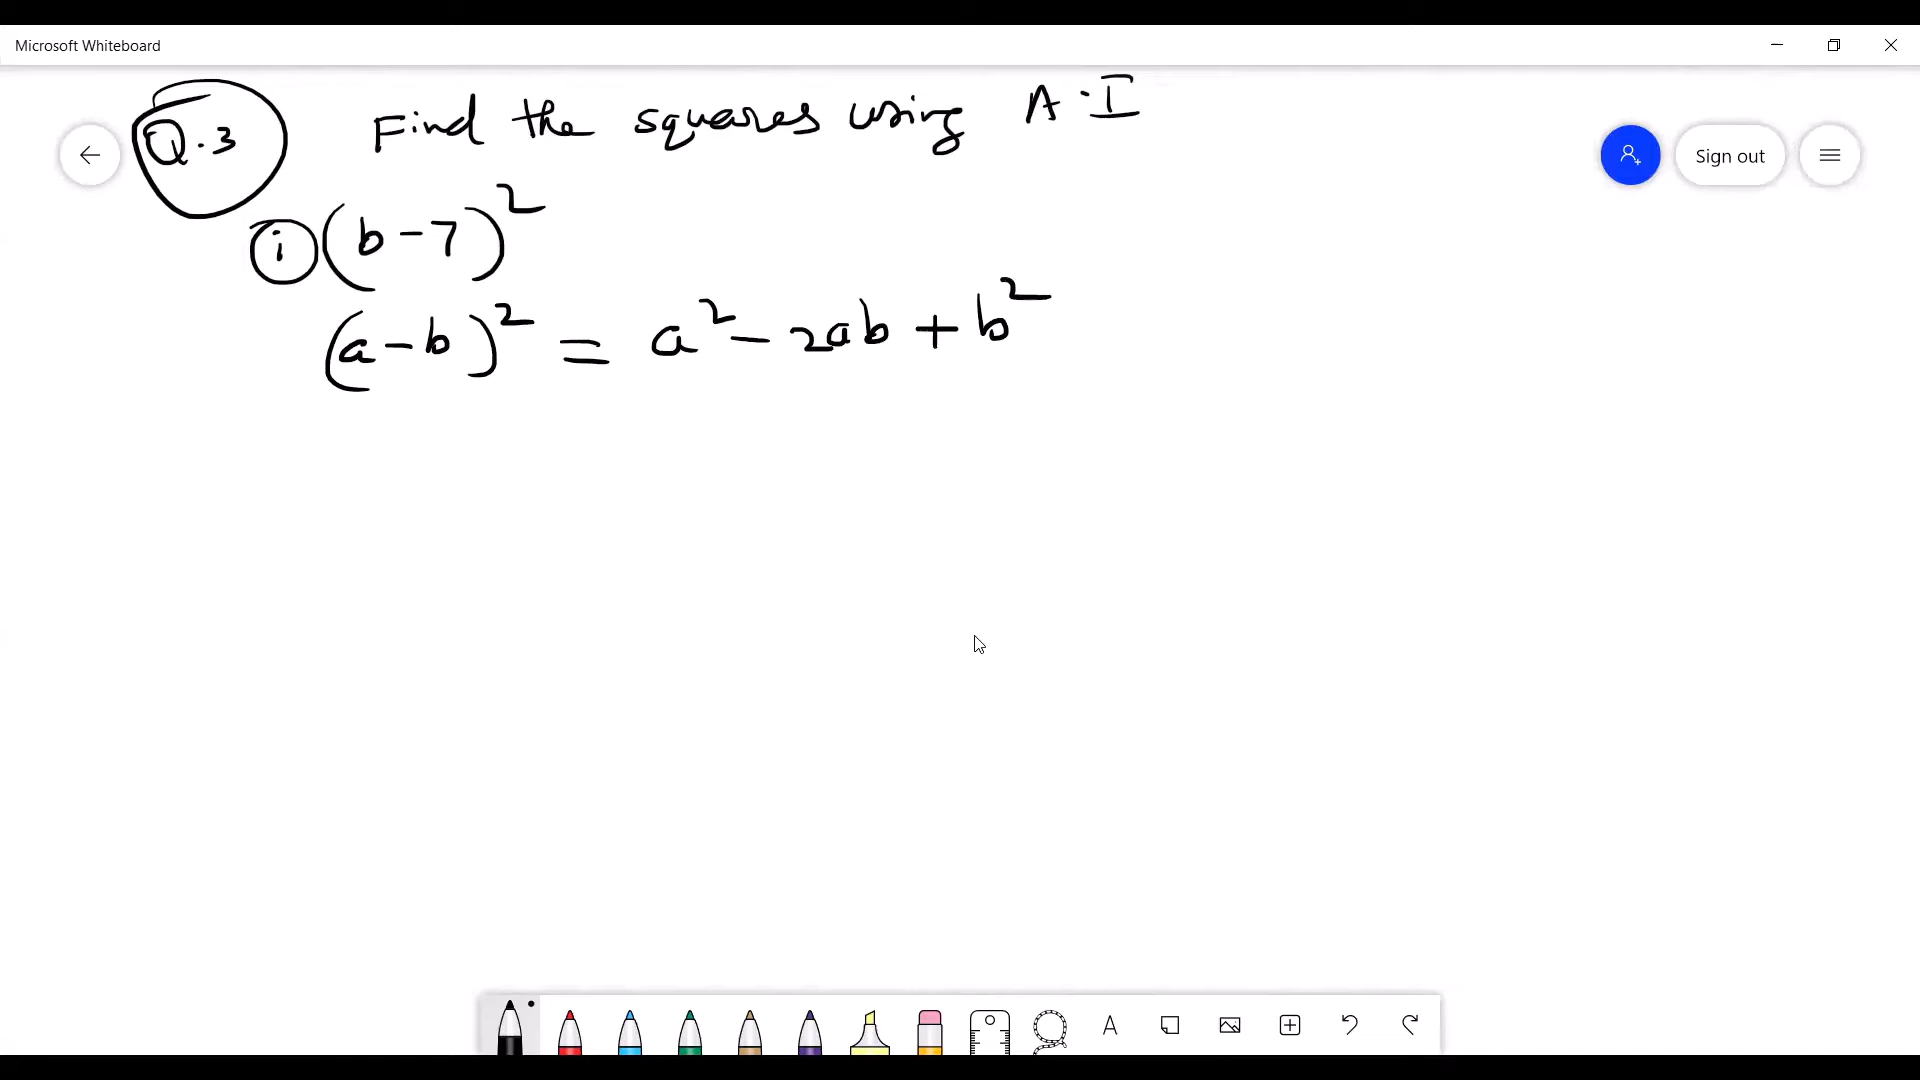 Microsoft Whiteboard
Q.3 Find the squares using A.I
Sign out
i (b-7)²
(a-b)² = a² - 2ab + b²
A